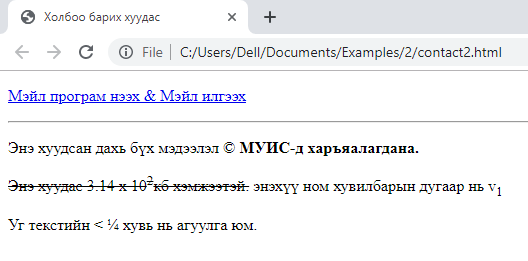 Холбоо барих хуудас
File | C:/Users/Dell/Documents/Examples/2/contact2.html
Мэйл програм нээх & Мэйл илгээх
Энэ хуудсан дахь бүх мэдээлэл © МУИС-д харъяалагдана.
Энэ хуудас 3.14 x 10²кб хэмжээтэй. энэхүү ном хувилбарын дугаар нь v₁
Уг текстийн < ¼ хувь нь агуулга юм.